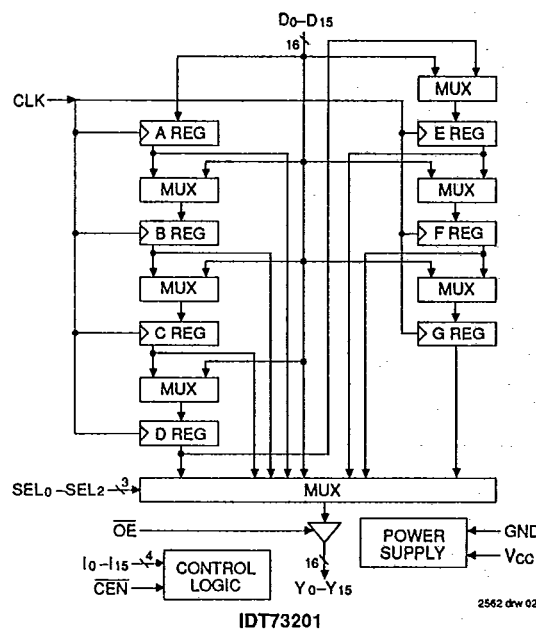 D0–D15
16
MUX
CLK
A REG
E REG
MUX
MUX
B REG
F REG
MUX
MUX
C REG
G REG
MUX
D REG
SEL0–SEL2
3
MUX
OE
POWER SUPPLY
GND
VCC
I0–I15
4
CEN
CONTROL LOGIC
16
Y0–Y15
2562 drw 02
IDT73201